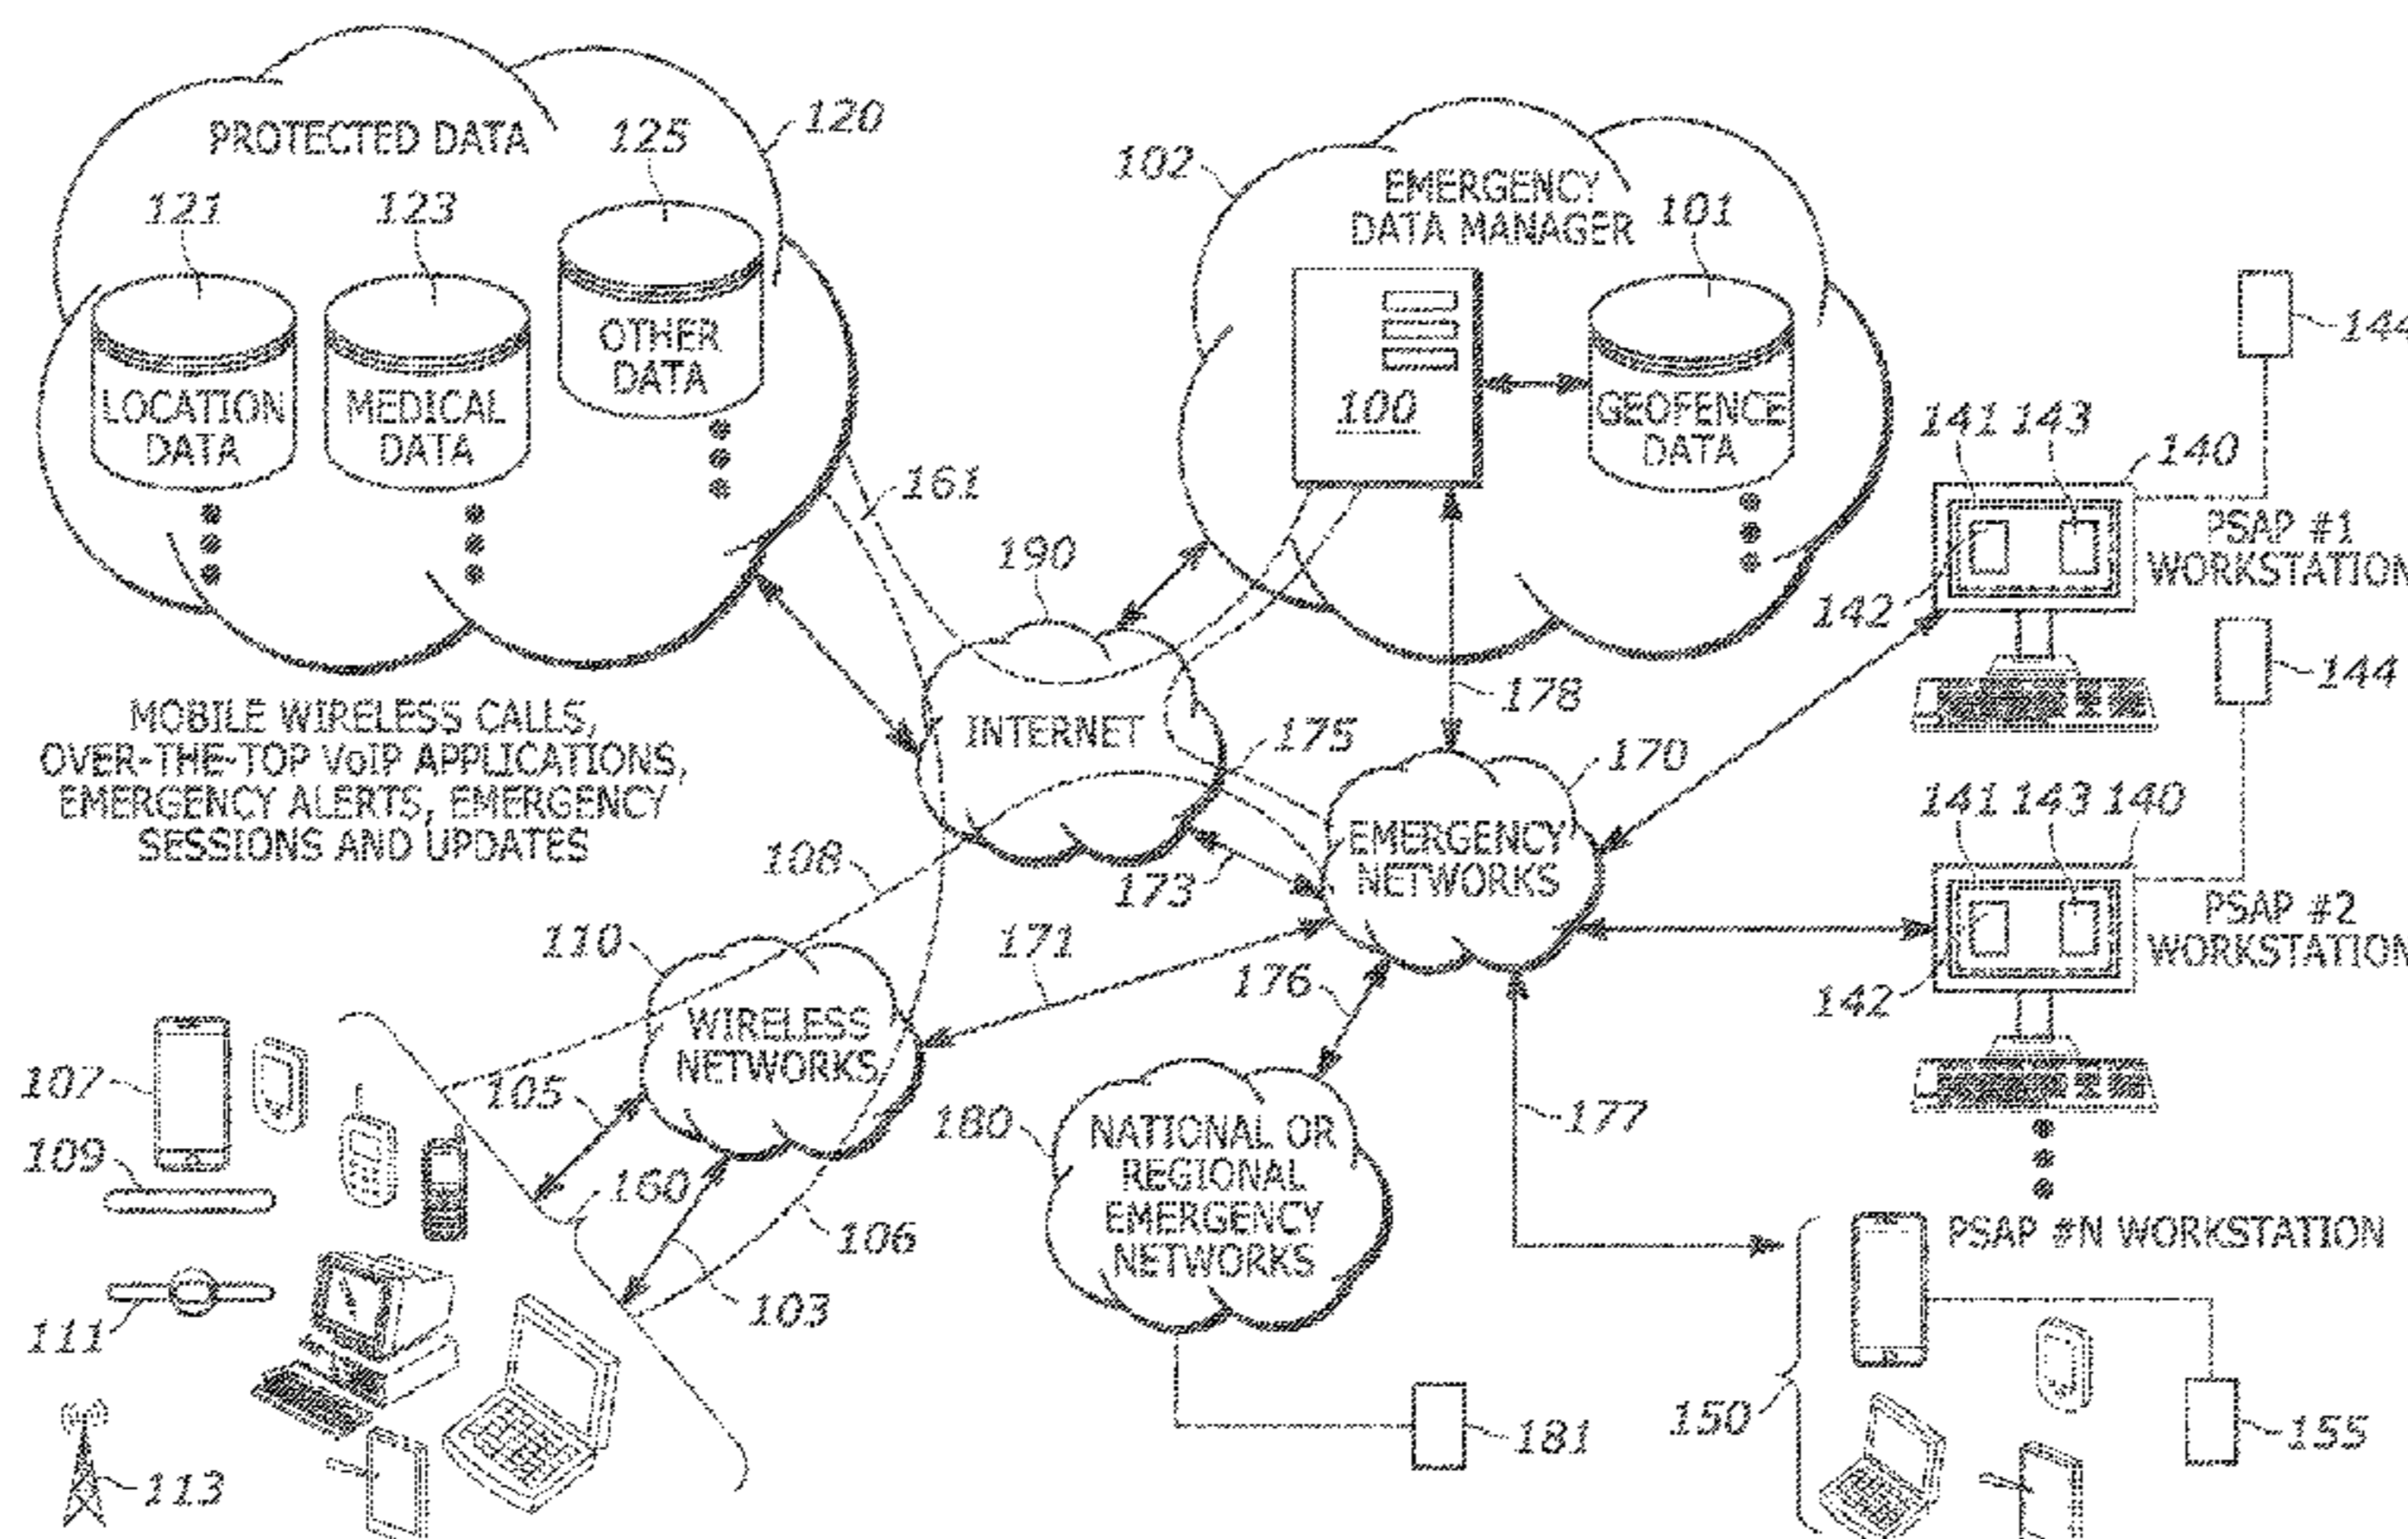 PROTECTED DATA
120
125
121
123
LOCATION
DATA
MEDICAL
DATA
OTHER
DATA
161
MOBILE WIRELESS CALLS,
OVER-THE-TOP VoIP APPLICATIONS,
EMERGENCY ALERTS, EMERGENCY
SESSIONS AND UPDATES
102
EMERGENCY
DATA MANAGER
101
100
GEOFENCE
DATA
190
INTERNET
178
175
173
170
EMERGENCY
NETWORKS
144
141
143
140
142
PSAP #1
WORKSTATION
144
141
143
140
142
PSAP #2
WORKSTATION
108
110
WIRELESS
NETWORKS
171
176
105
160
106
103
107
109
111
113
180
NATIONAL OR
REGIONAL
EMERGENCY
NETWORKS
181
177
PSAP #N WORKSTATION
150
155